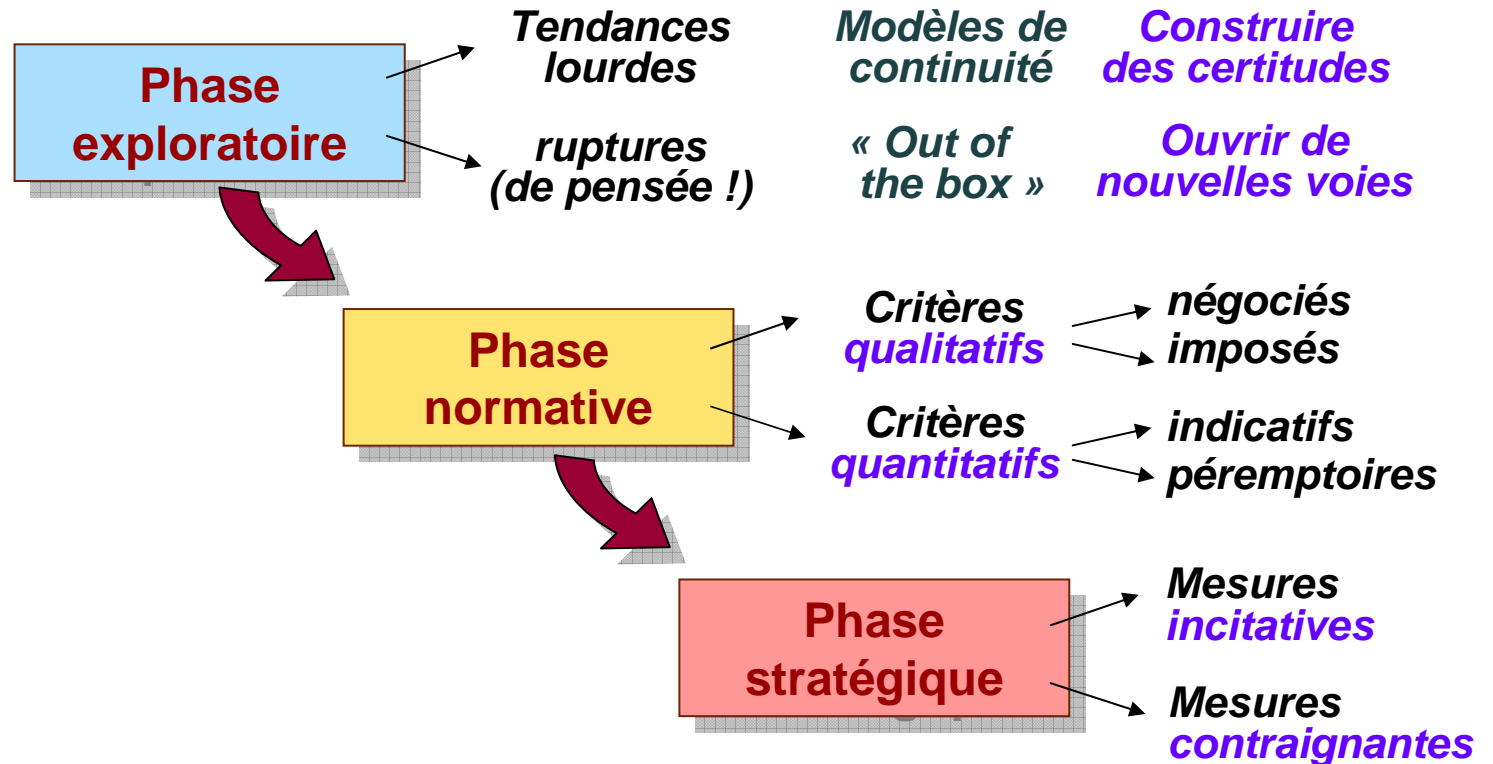 Phase
exploratoire
Tendances
lourdes
Modèles de
continuité
Construire
des certitudes
ruptures
(de pensée !)
« Out of
the box »
Ouvrir de
nouvelles voies
Phase
normative
Critères
qualitatifs
négociés
imposés
Critères
quantitatifs
indicatifs
péremptoires
Phase
stratégique
Mesures
incitatives
Mesures
contraignantes